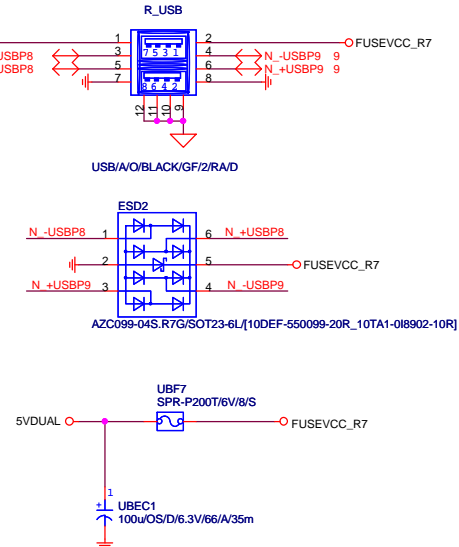 R_USB
1 2 FUSEVCC_R7
USBP8 3 4 N_-USBP9 9
USBP8 5 6 N_+USBP9 9
7 8
7 5 3 1
8 6 4 2
12 11 10 9
USB/A/O/BLACK/GF/2/RA/D
ESD2
N_-USBP8 1 6 N_+USBP8
2 5 FUSEVCC_R7
N_+USBP9 3 4 N_-USBP9
AZC099-04S.R7G/SOT23-6L/[10DEF-550099-20R_10TA1-0I8902-10R]
UBF7
SPR-P200T/6V/8/S
5VDUAL FUSEVCC_R7
1
+ UBEC1
100u/OS/D/6.3V/66/A/35m